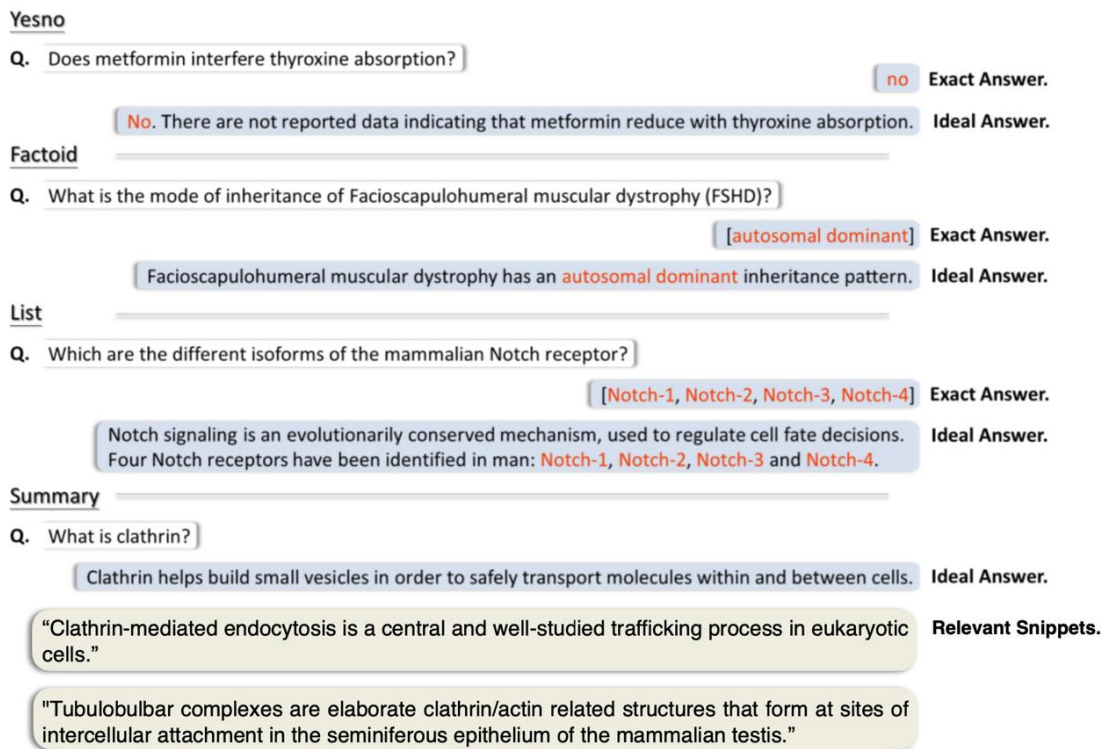 Yesno
Q. Does metformin interfere thyroxine absorption?
no Exact Answer.
No. There are not reported data indicating that metformin reduce with thyroxine absorption. Ideal Answer.
Factoid
Q. What is the mode of inheritance of Facioscapulohumeral muscular dystrophy (FSHD)?
[autosomal dominant] Exact Answer.
Facioscapulohumeral muscular dystrophy has an autosomal dominant inheritance pattern. Ideal Answer.
List
Q. Which are the different isoforms of the mammalian Notch receptor?
[Notch-1, Notch-2, Notch-3, Notch-4] Exact Answer.
Notch signaling is an evolutionarily conserved mechanism, used to regulate cell fate decisions. Ideal Answer.
Four Notch receptors have been identified in man: Notch-1, Notch-2, Notch-3 and Notch-4.
Summary
Q. What is clathrin?
Clathrin helps build small vesicles in order to safely transport molecules within and between cells. Ideal Answer.
“Clathrin-mediated endocytosis is a central and well-studied trafficking process in eukaryotic Relevant Snippets.
cells.”
"Tubulobulbar complexes are elaborate clathrin/actin related structures that form at sites of
intercellular attachment in the seminiferous epithelium of the mammalian testis.”